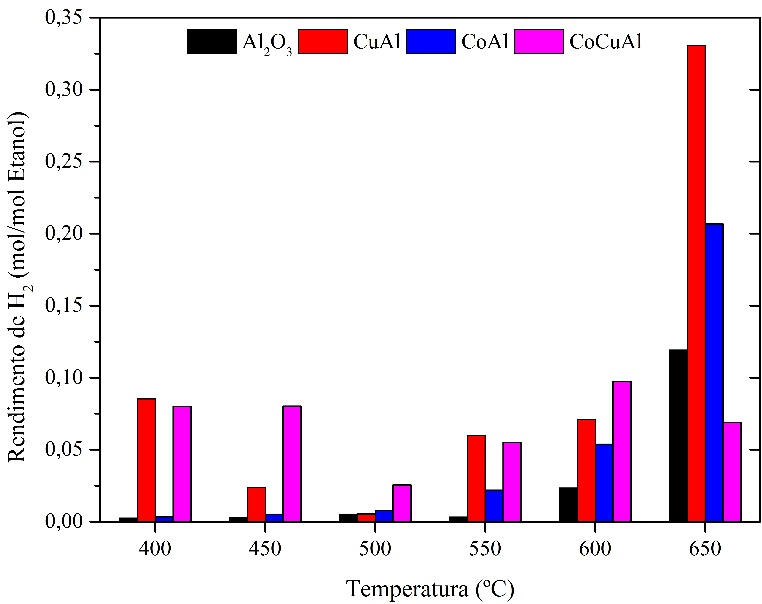 Al₂O₃ CuAl CoAl CoCuAl
Rendimento de H₂ (mol/mol Etanol)
0,35
0,30
0,25
0,20
0,15
0,10
0,05
0,00
400 450 500 550 600 650
Temperatura (ºC)